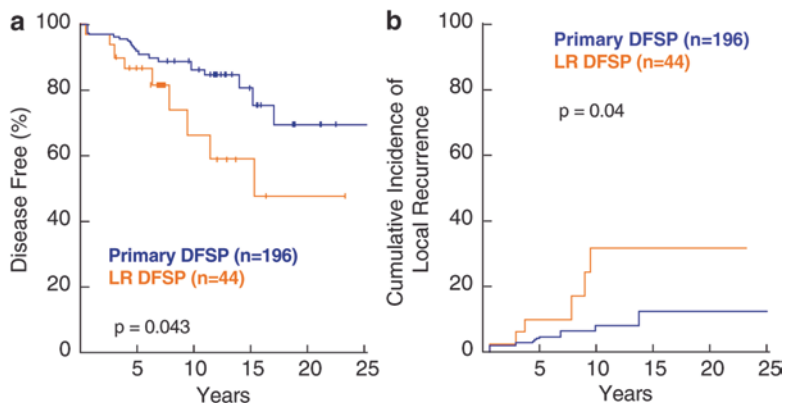 a
100
80
60
40
20
0
Disease Free (%)
Primary DFSP (n=196)
LR DFSP (n=44)
p = 0.043
5
10
15
20
25
Years
b
100
80
60
40
20
0
Cumulative Incidence of
Local Recurrence
Primary DFSP (n=196)
LR DFSP (n=44)
p = 0.04
5
10
15
20
25
Years